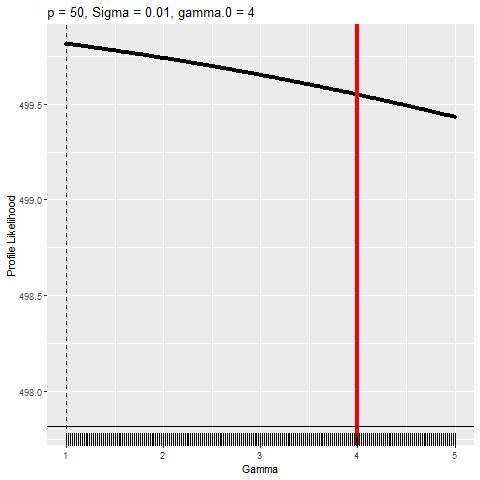 p = 50, Sigma = 0.01, gamma.0 = 4
Profile Likelihood
499.5
499.0
498.5
498.0
1 2 3 4 5
Gamma